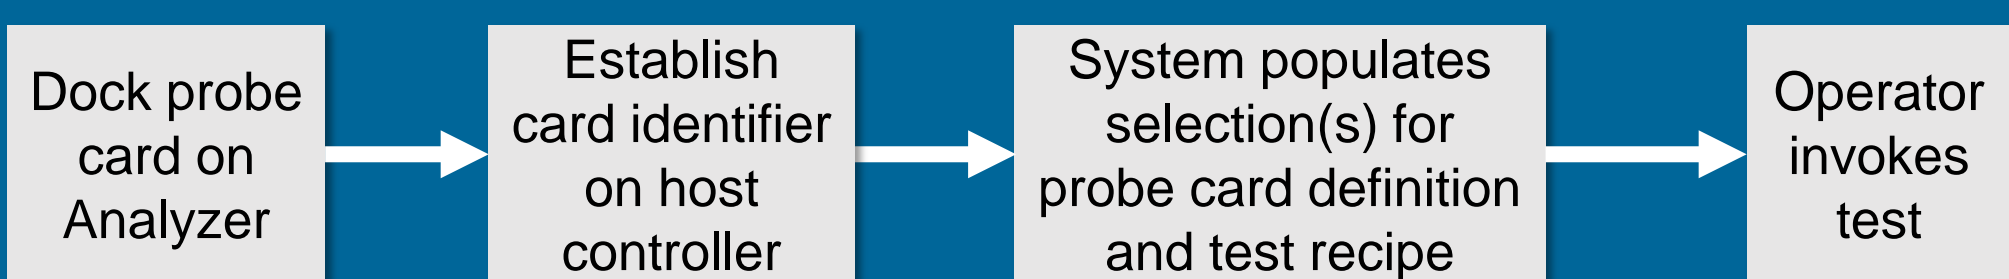 Dock probe
card on
Analyzer
Establish
card identifier
on host
controller
System populates
selection(s) for
probe card definition
and test recipe
Operator
invokes
test